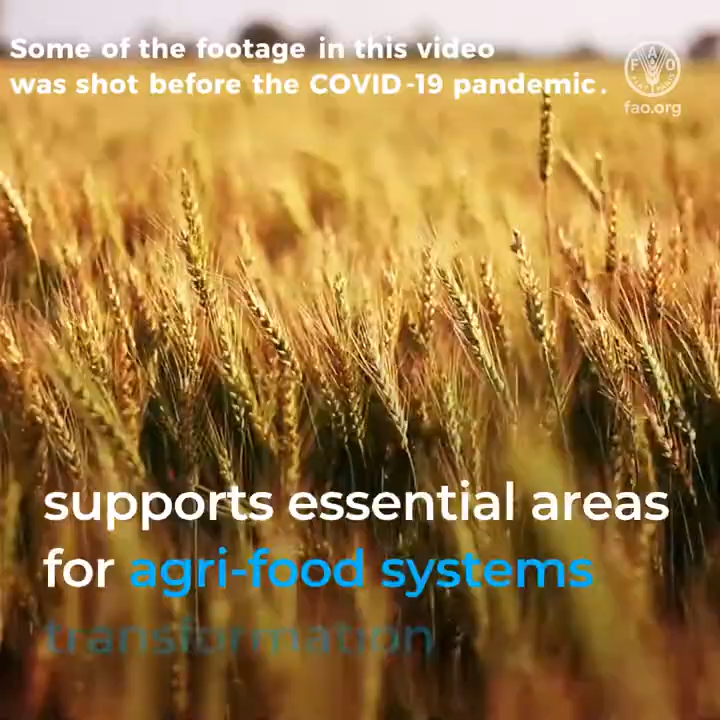 Some of the footage in this video
was shot before the COVID-19 pandemic.
FAO
fao.org
supports essential areas
for agri-food systems
transformation